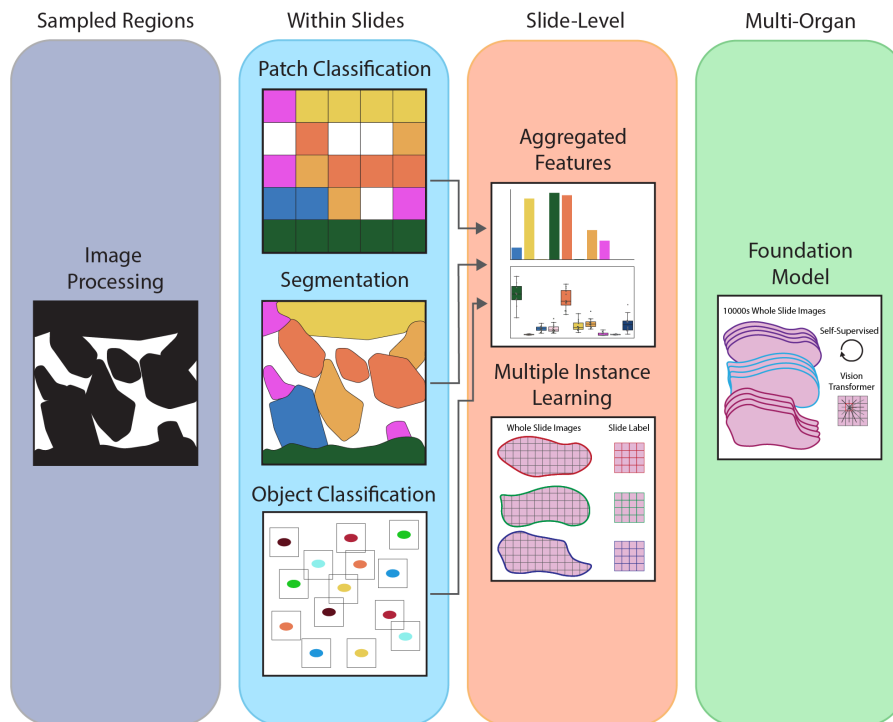 Sampled Regions
Within Slides
Slide-Level
Multi-Organ
Image
Processing
Patch Classification
Segmentation
Object Classification
Aggregated
Features
Multiple Instance
Learning
Whole Slide Images
Slide Label
Foundation
Model
10000s Whole Slide Images
Self-Supervised
Vision
Transformer